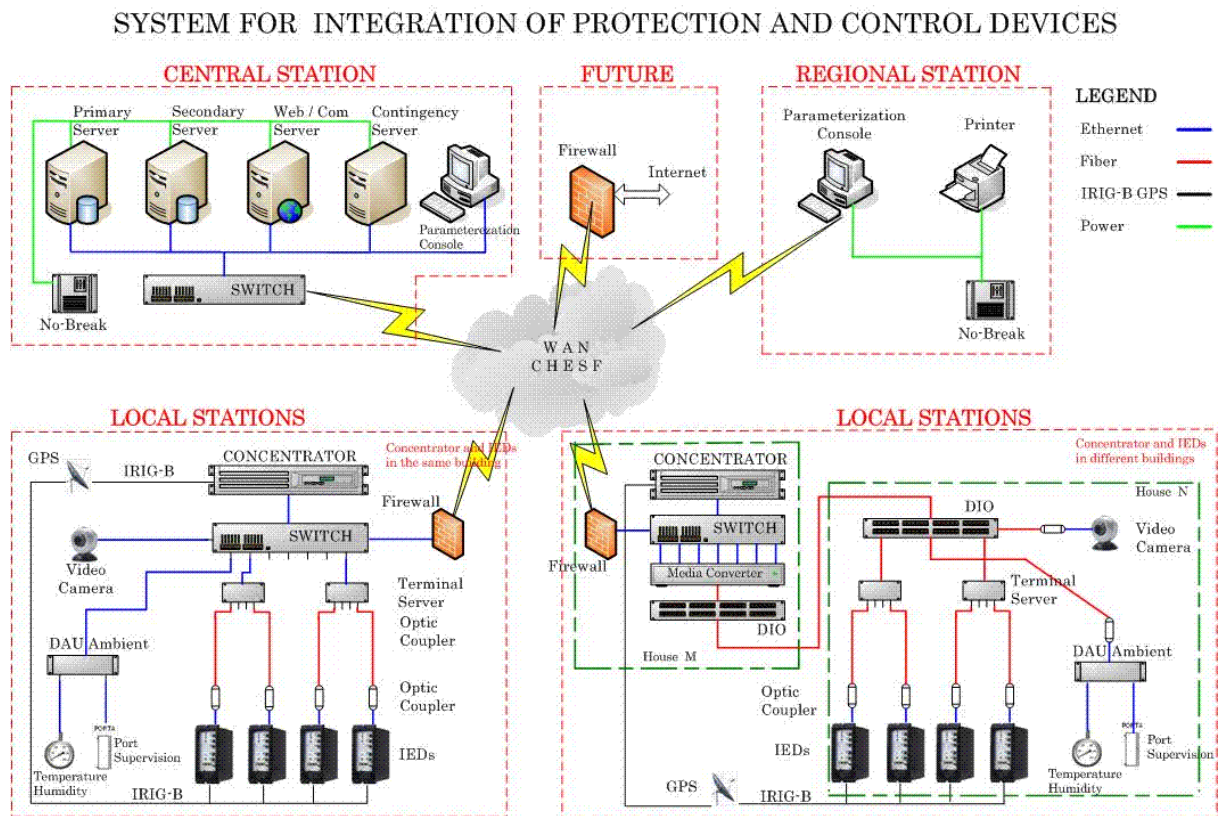 SYSTEM FOR INTEGRATION OF PROTECTION AND CONTROL DEVICES
CENTRAL STATION
Primary
Server
Secondary
Server
Web / Com
Server
Contingency
Server
Parameterezation
Console
SWITCH
No-Break
FUTURE
Firewall
Internet
REGIONAL STATION
Parameterization
Console
Printer
No-Break
LEGEND
Ethernet
Fiber
IRIG-B GPS
Power
W A N
C H E S F
LOCAL STATIONS
Concentrator and IEDs
in the same building
GPS
IRIG-B
CONCENTRATOR
Firewall
SWITCH
Video
Camera
Terminal
Server
Optic
Coupler
DAU Ambient
Optic
Coupler
PORTA
Port
Supervision
IEDs
Temperature
Humidity
IRIG-B
LOCAL STATIONS
Concentrator and IEDs
in different buildings
CONCENTRATOR
House N
DIO
SWITCH
Video
Camera
Firewall
Media Converter
Terminal
Server
DIO
House M
DAU Ambient
Optic
Coupler
PORTA
Port
Supervision
IEDs
Temperature
Humidity
GPS
IRIG-B